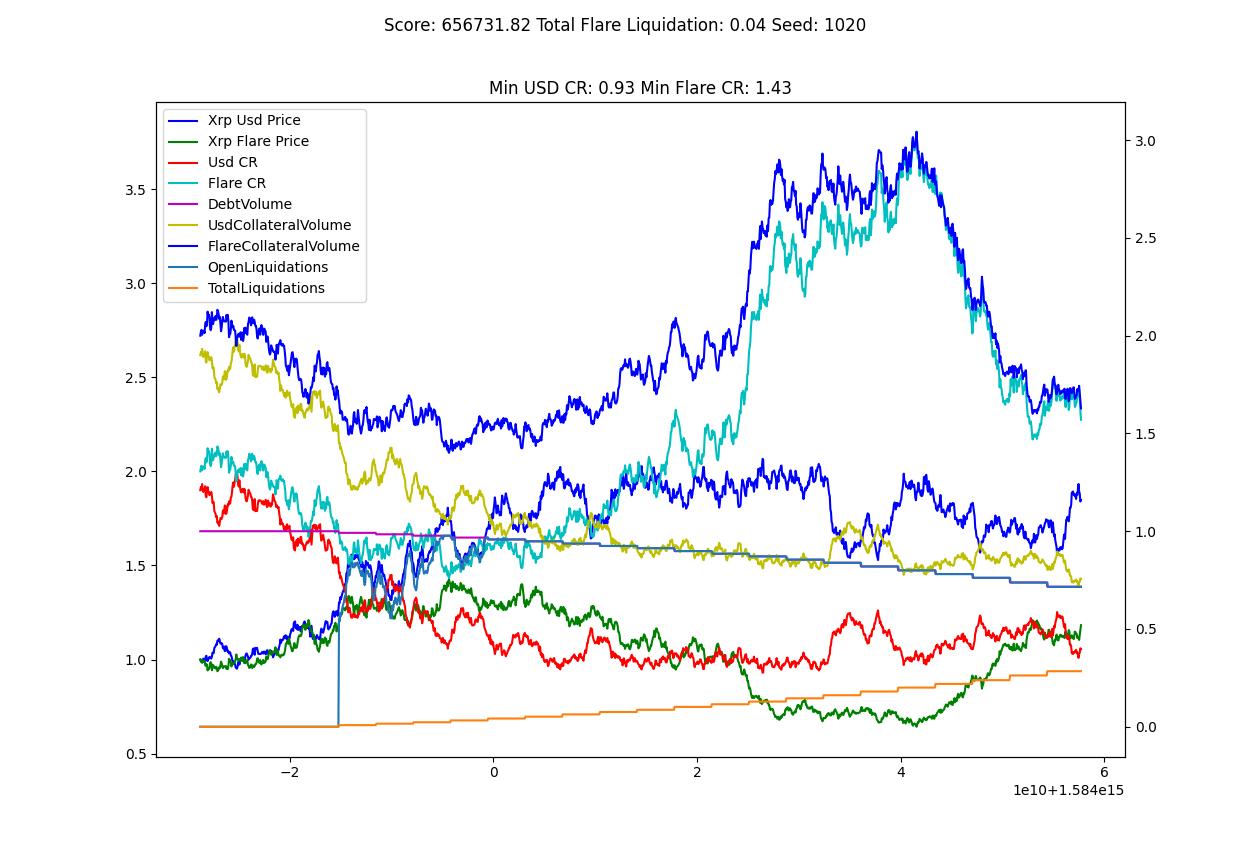 Score: 656731.82 Total Flare Liquidation: 0.04 Seed: 1020
Min USD CR: 0.93 Min Flare CR: 1.43
Xrp Usd Price
Xrp Flare Price
Usd CR
Flare CR
DebtVolume
UsdCollateralVolume
FlareCollateralVolume
OpenLiquidations
TotalLiquidations
3.5
3.0
2.5
2.0
1.5
1.0
0.5
3.0
2.5
2.0
1.5
1.0
0.5
0.0
−2
0
2
4
6
1e10+1.584e15